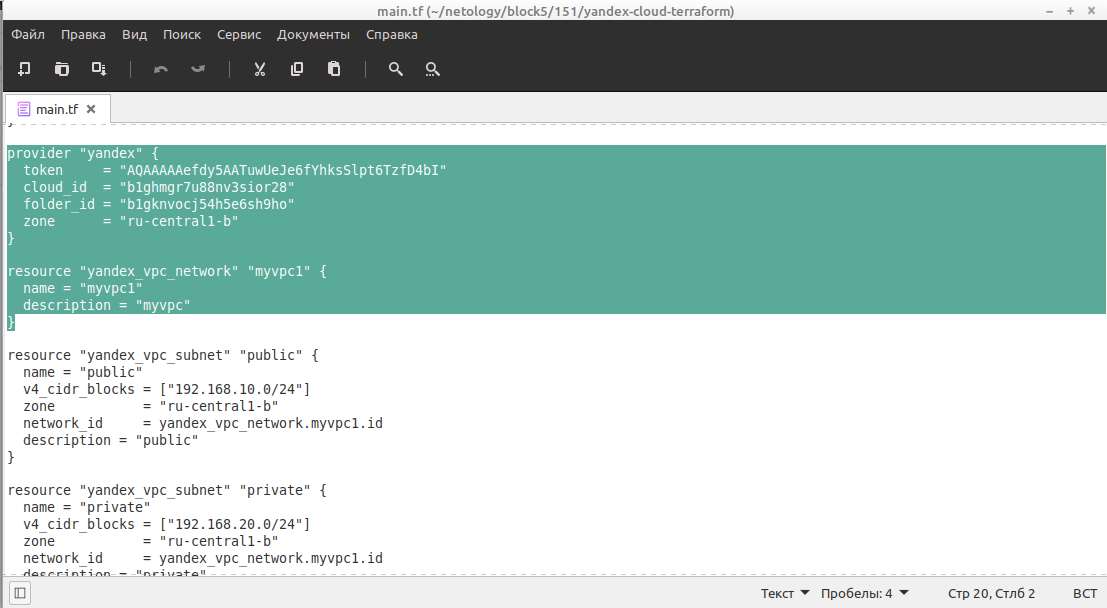 main.tf (~/netology/block5/151/yandex-cloud-terraform)
Файл Правка Вид Поиск Сервис Документы Справка
main.tf
}
provider "yandex" {
  token     = "AQAAAAAefdy5AATuwUeJe6fYhksSlpt6TzfD4bI"
  cloud_id  = "b1ghmgr7u88nv3sior28"
  folder_id = "b1gknvocj54h5e6sh9ho"
  zone      = "ru-central1-b"
}
resource "yandex_vpc_network" "myvpc1" {
  name = "myvpc1"
  description = "myvpc"
}
resource "yandex_vpc_subnet" "public" {
  name = "public"
  v4_cidr_blocks = ["192.168.10.0/24"]
  zone           = "ru-central1-b"
  network_id     = yandex_vpc_network.myvpc1.id
  description = "public"
}
resource "yandex_vpc_subnet" "private" {
  name = "private"
  v4_cidr_blocks = ["192.168.20.0/24"]
  zone           = "ru-central1-b"
  network_id     = yandex_vpc_network.myvpc1.id
  description = "private"
Текст Пробелы: 4 Стр 20, Стлб 2 ВСТ